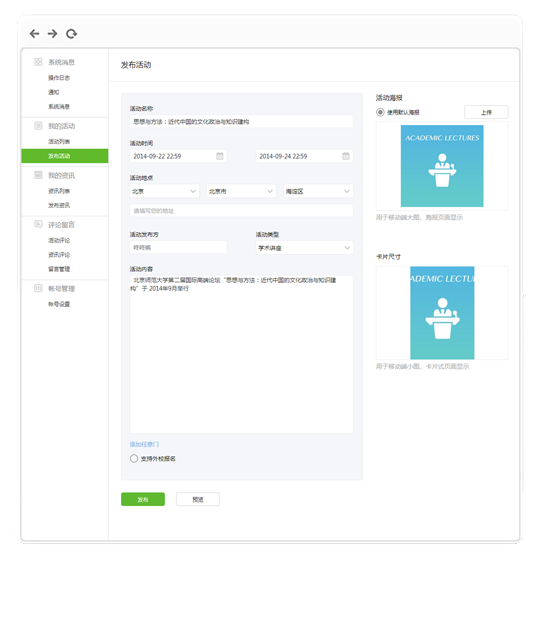 系统消息
操作日志
通知
系统消息
我的活动
活动列表
发布活动
我的资讯
资讯列表
发布资讯
评论留言
活动评论
资讯评论
留言管理
帐号管理
帐号设置
发布活动
活动名称
思想与方法：近代中国的文化政治与知识建构
活动时间
2014-09-22 22:59
2014-09-24 22:59
活动地点
北京
北京市
海淀区
请填写您的地址
活动发布方
活动类型
学术讲座
活动内容
北京师范大学第二届国际高端论坛“思想与方法：近代中国的文化政治与知识建
构”于 2014年9月举行
添加任意门
支持外校报名
发布
预览
活动海报
使用默认海报
上传
ACADEMIC LECTURES
用于移动端大图、海报页面显示
卡片尺寸
ADEMIC LECTU
用于移动端小图、卡片式页面显示